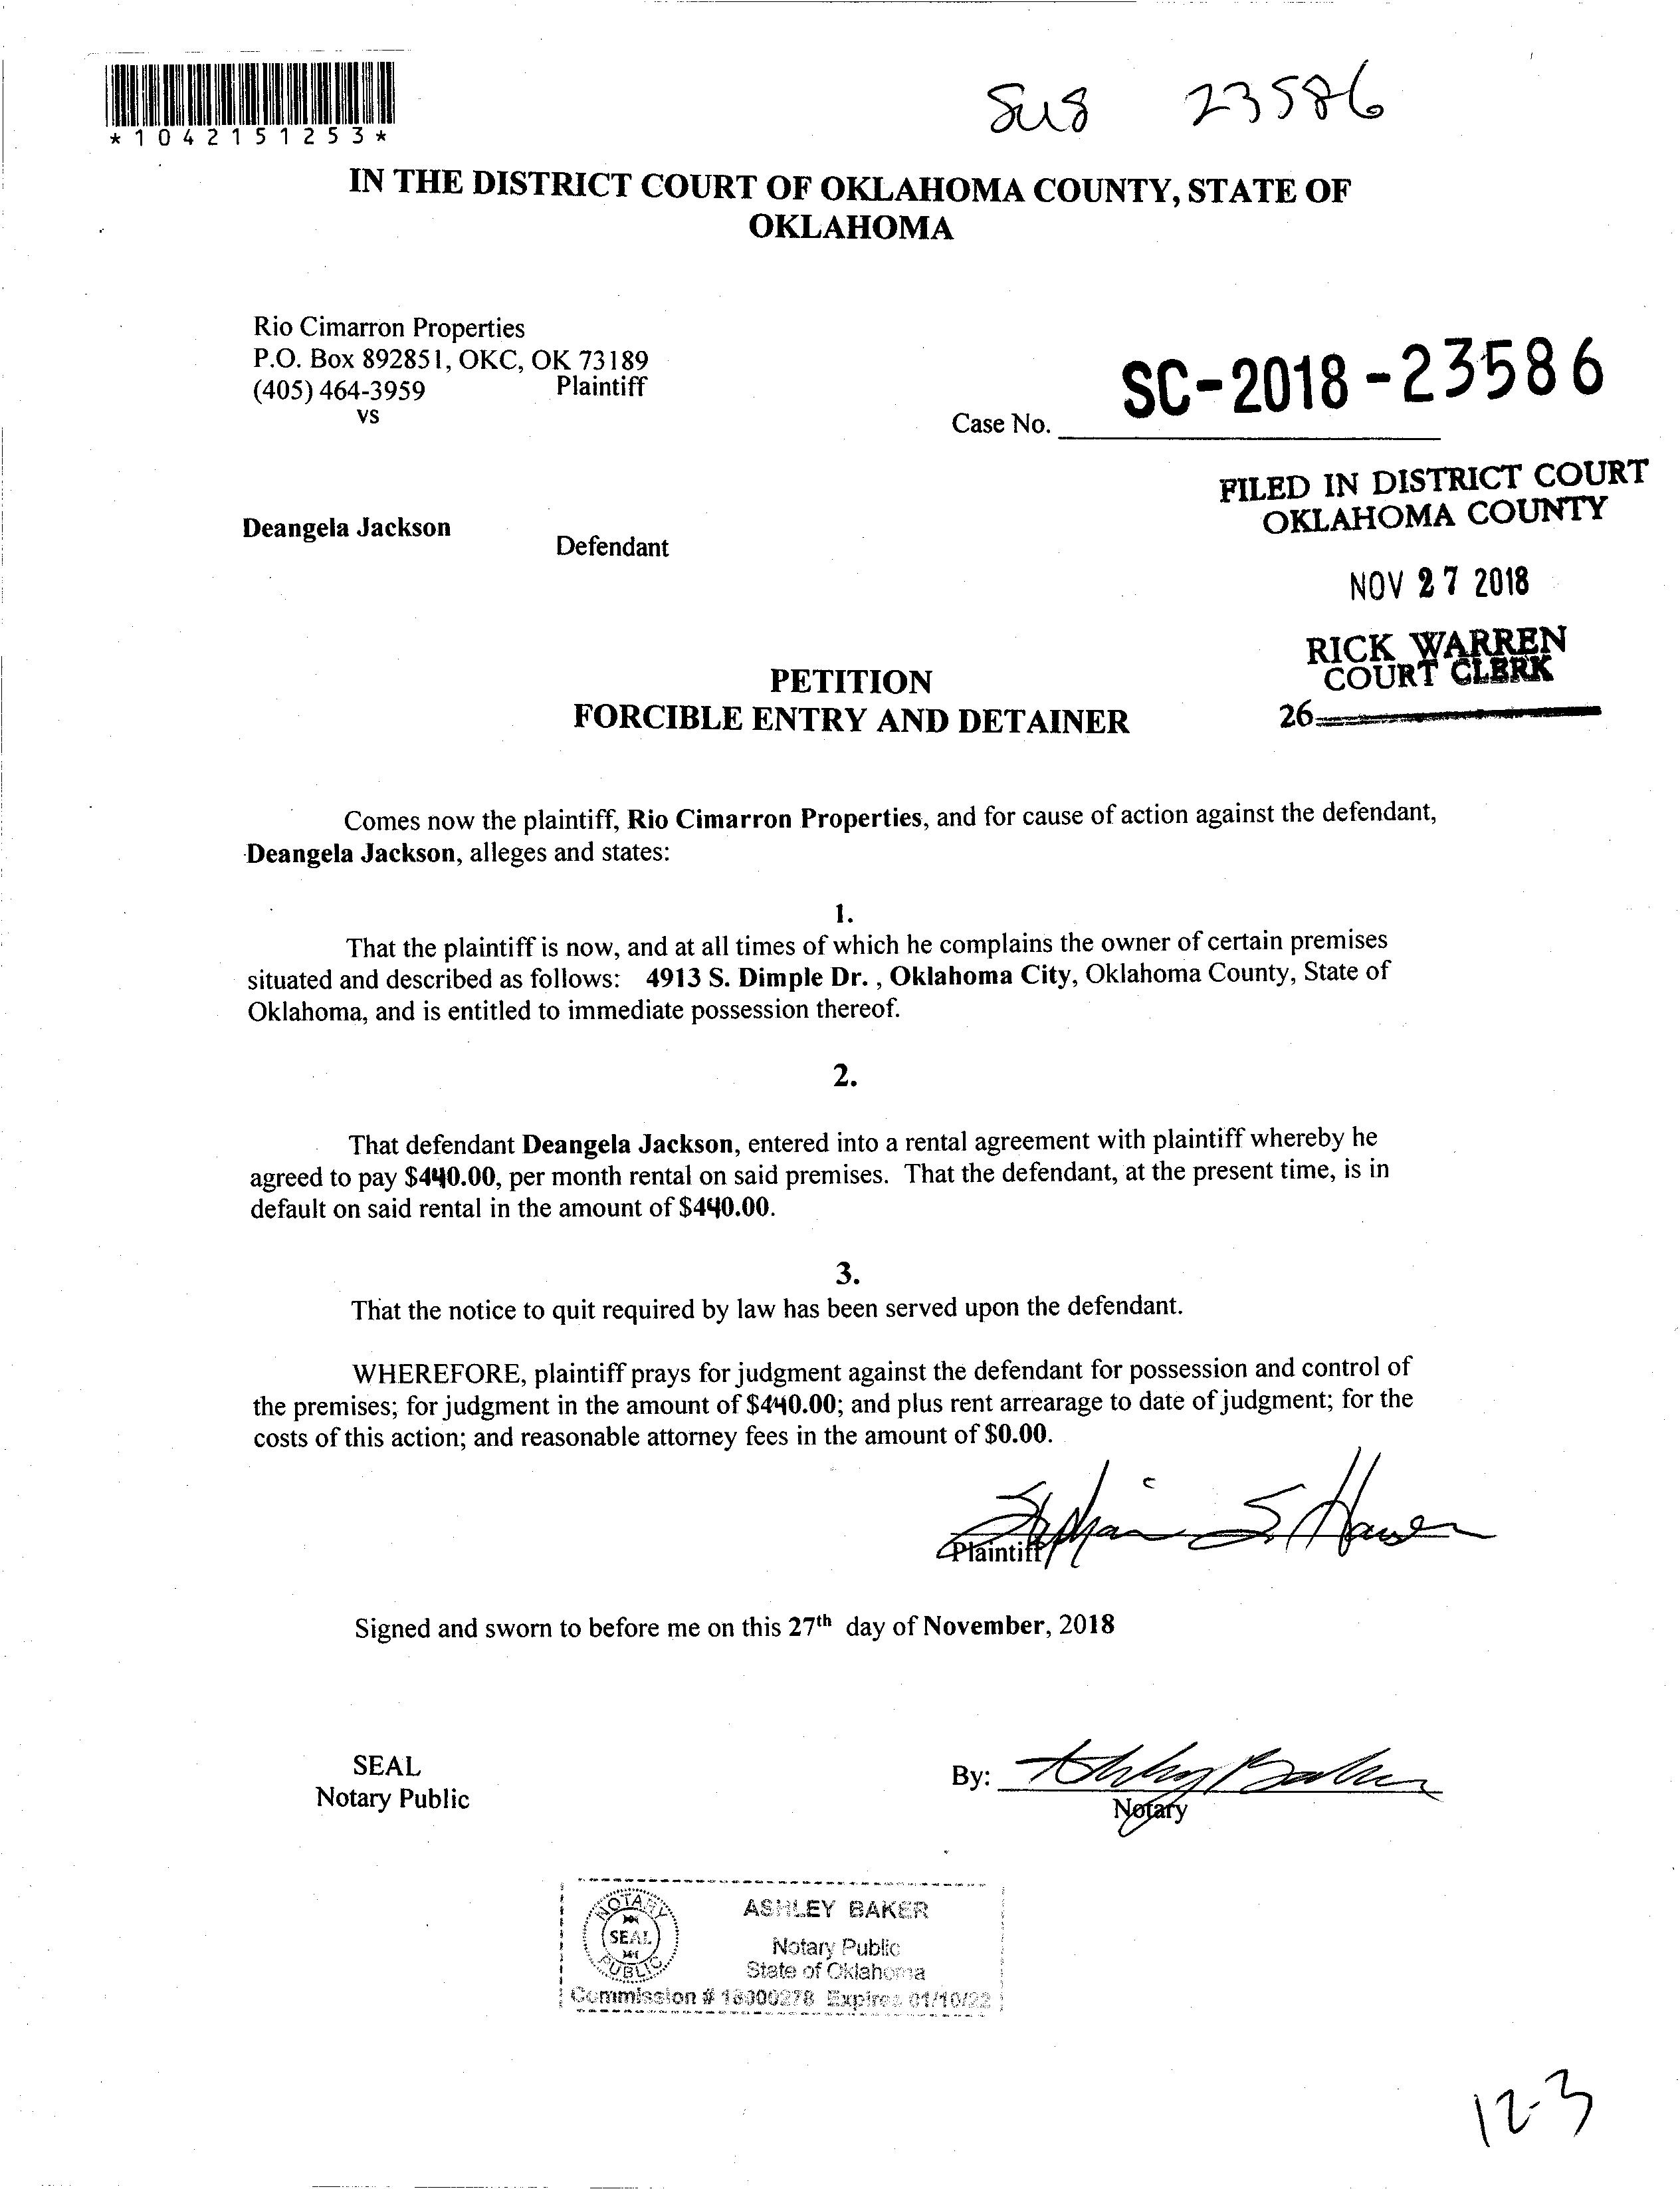 *1042151253*
Su8 23586
IN THE DISTRICT COURT OF OKLAHOMA COUNTY, STATE OF
OKLAHOMA
Rio Cimarron Properties
P.O. Box 892851, OKC, OK 73189
(405) 464-3959 Plaintiff
vs
Case No. SC-2018-23586
FILED IN DISTRICT COURT
OKLAHOMA COUNTY
Deangela Jackson
Defendant
NOV 27 2018
RICK WARREN
COURT CLERK
26
PETITION
FORCIBLE ENTRY AND DETAINER
Comes now the plaintiff, Rio Cimarron Properties, and for cause of action against the defendant,
Deangela Jackson, alleges and states:
1.
That the plaintiff is now, and at all times of which he complains the owner of certain premises
situated and described as follows: 4913 S. Dimple Dr. , Oklahoma City, Oklahoma County, State of
Oklahoma, and is entitled to immediate possession thereof.
2.
That defendant Deangela Jackson, entered into a rental agreement with plaintiff whereby he
agreed to pay $440.00, per month rental on said premises. That the defendant, at the present time, is in
default on said rental in the amount of $440.00.
3.
That the notice to quit required by law has been served upon the defendant.
WHEREFORE, plaintiff prays for judgment against the defendant for possession and control of
the premises; for judgment in the amount of $440.00; and plus rent arrearage to date of judgment; for the
costs of this action; and reasonable attorney fees in the amount of $0.00.
Plaintiff
Signed and sworn to before me on this 27th day of November, 2018
SEAL
Notary Public
By: Ashley Baker
Notary
NOTARY
SEAL
PUBLIC
ASHLEY BAKER
Notary Public
State of Oklahoma
Commission # 18000278 Expires 01/10/22
12-3